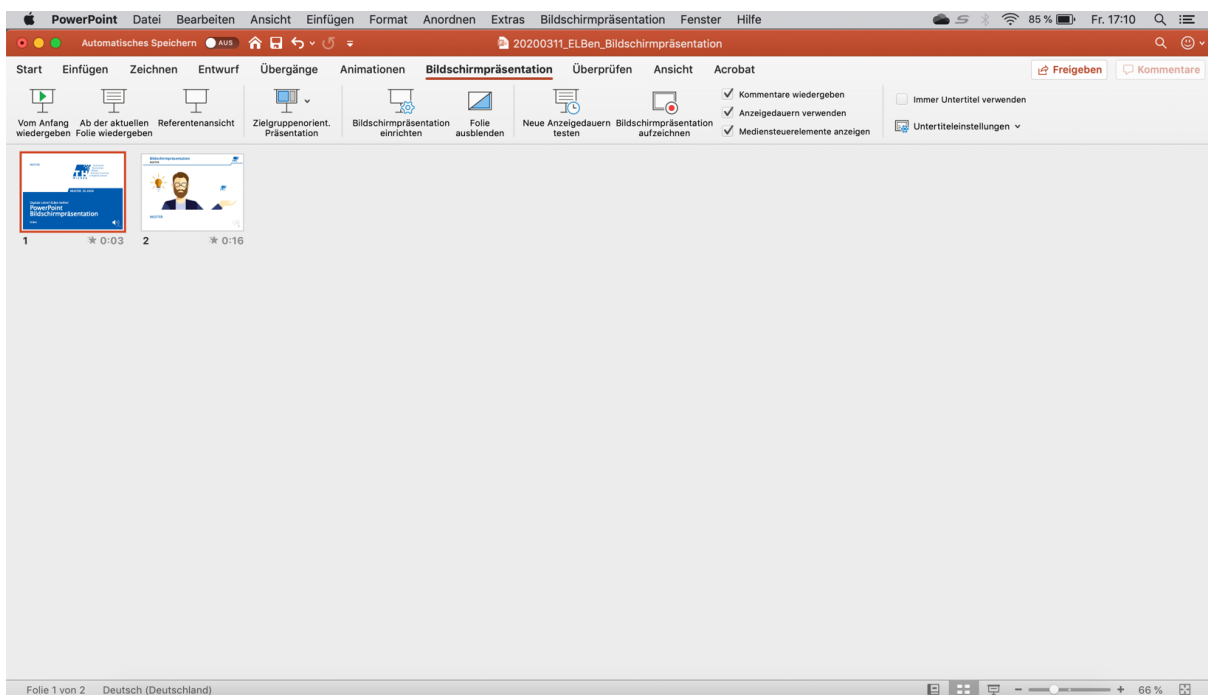 PowerPoint Datei Bearbeiten Ansicht Einfügen Format Anordnen Extras Bildschirmpräsentation Fenster Hilfe 85 % Fr. 17:10
Automatisches Speichern AUS 20200311_ELBen_Bildschirmpräsentation
Start Einfügen Zeichnen Entwurf Übergänge Animationen Bildschirmpräsentation Überprüfen Ansicht Acrobat Freigeben Kommentare
Vom Anfang wiedergeben
Ab der aktuellen Folie wiedergeben
Referentenansicht
Zielgruppenorient. Präsentation
Bildschirmpräsentation einrichten
Folie ausblenden
Neue Anzeigedauern testen
Bildschirmpräsentation aufzeichnen
Kommentare wiedergeben
Anzeigedauern verwenden
Mediensteuerelemente anzeigen
Immer Untertitel verwenden
Untertiteleinstellungen
MUSTER
PowerPoint
Bildschirmpräsentation
1 0:03
Bildschirmpräsentation
MUSTER
2 0:16
Folie 1 von 2 Deutsch (Deutschland) 66 %